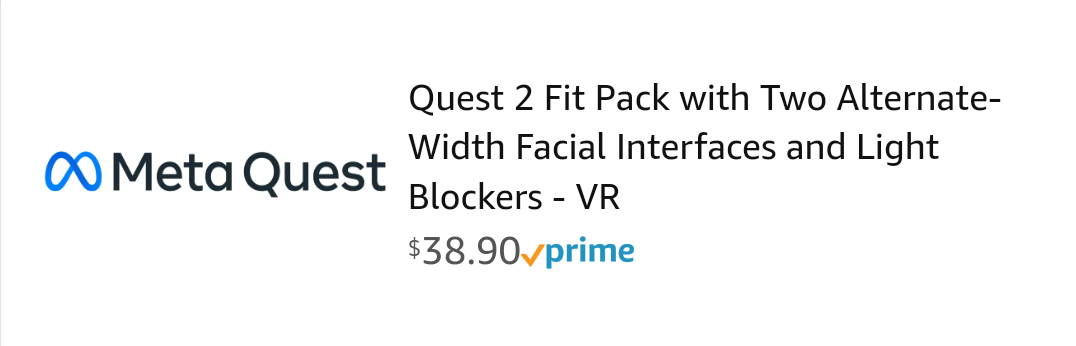 Meta Quest
Quest 2 Fit Pack with Two Alternate-
Width Facial Interfaces and Light
Blockers - VR
$38.90 prime